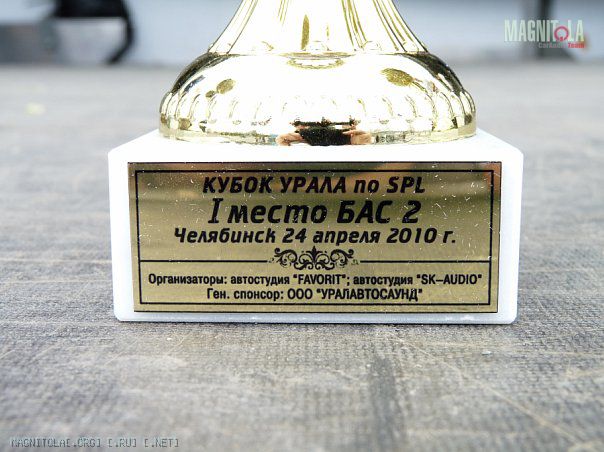 MAGNITOLA
CarAudio Team
КУБОК УРАЛА по SPL
I место БАС 2
Челябинск 24 апреля 2010 г.
Организаторы: автостудия "FAVORIT"; автостудия "SK-AUDIO"
Ген. спонсор: ООО "УРАЛАВТОСАУНД"
MAGNITOLA[.ORG] [.RU] [.NET]